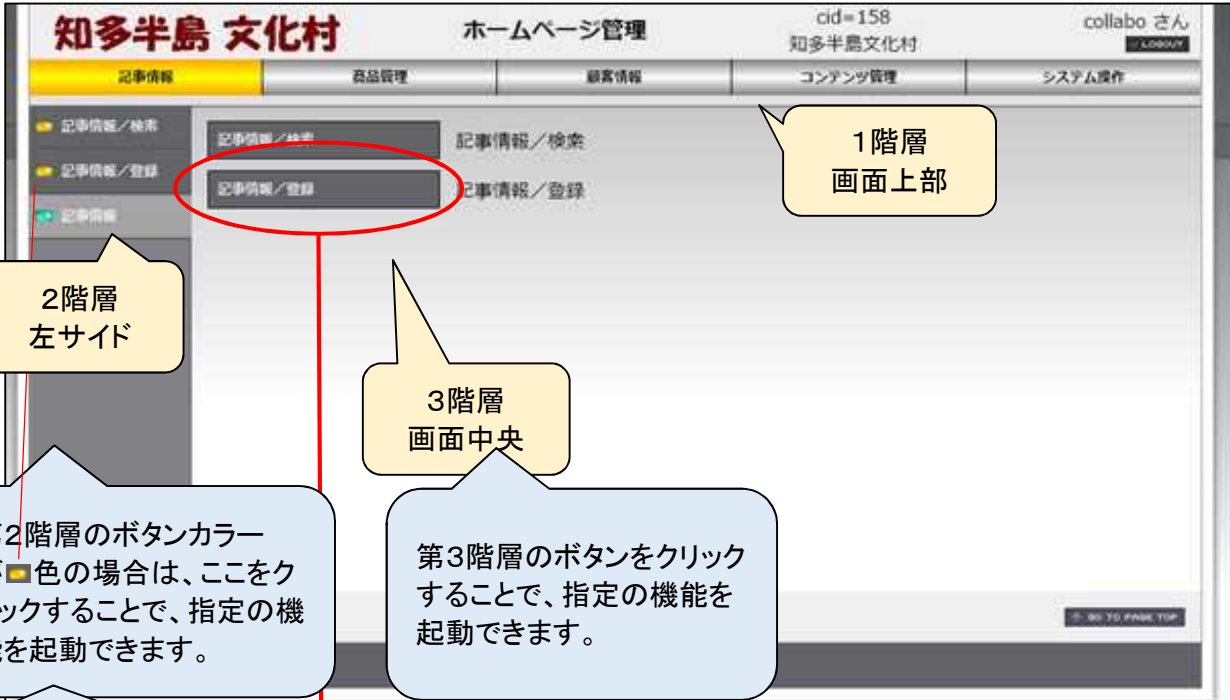 知多半島 文化村
ホームページ管理
cid=158
知多半島文化村
collabo さん
LOGOUT
記事情報
商品管理
顧客情報
コンテンツ管理
システム操作
記事情報/検索
記事情報/登録
記事情報
記事情報/検索
記事情報/検索
記事情報/登録
記事情報/登録
1階層
画面上部
2階層
左サイド
3階層
画面中央
第2階層のボタンカラー
が色の場合は、ここをク
リックすることで、指定の機
能を起動できます。
第3階層のボタンをクリック
することで、指定の機能を
起動できます。
GO TO PAGE TOP